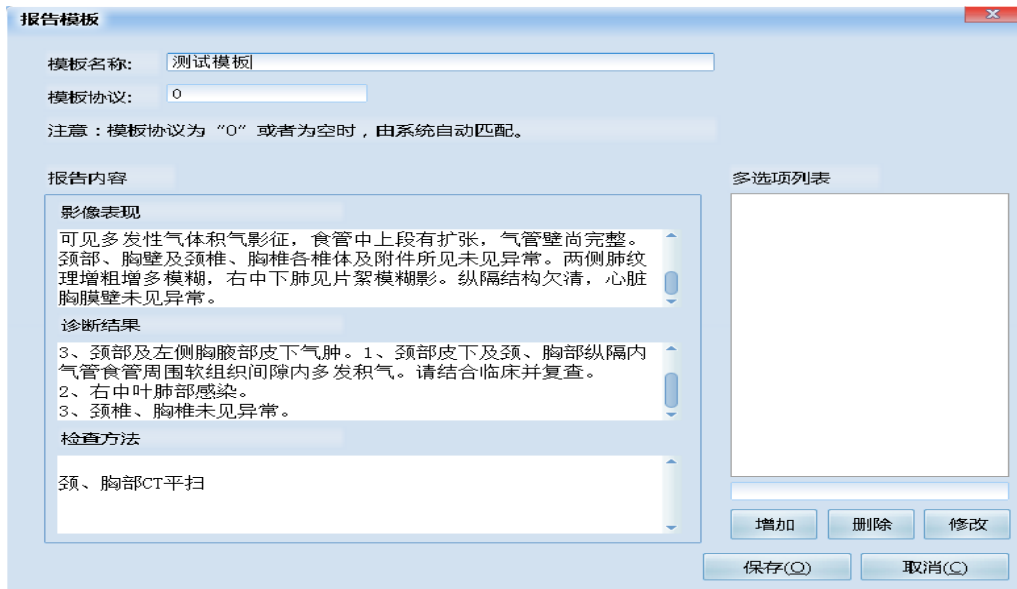 报告模板
模板名称: 测试模板
模板协议: 0
注意：模板协议为“0”或者为空时，由系统自动匹配。
报告内容
多选项列表
影像表现
可见多发性气体积气影征，食管中上段有扩张，气管壁尚完整。
颈部、胸壁及颈椎、胸椎各椎体及附件所见未见异常。两侧肺纹
理增粗增多模糊，右中下肺见片絮模糊影。纵隔结构欠清，心脏
胸膜壁未见异常。
诊断结果
3、颈部及左侧胸腋部皮下气肿。1、颈部皮下及颈、胸部纵隔内
气管食管周围软组织间隙内多发积气。请结合临床并复查。
2、右中叶肺部感染。
3、颈椎、胸椎未见异常。
检查方法
颈、胸部CT平扫
增加 删除 修改
保存(O) 取消(C)